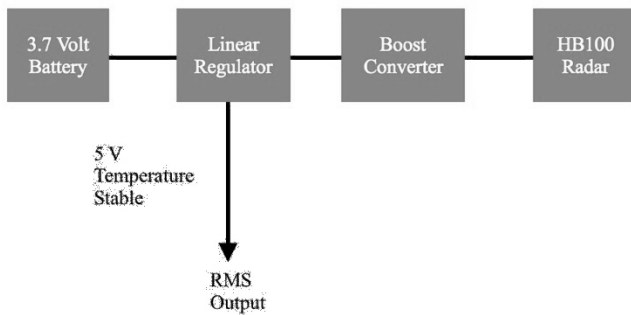 3.7 Volt
Battery
Linear
Regulator
Boost
Converter
HB100
Radar
5 V
Temperature
Stable
RMS
Output